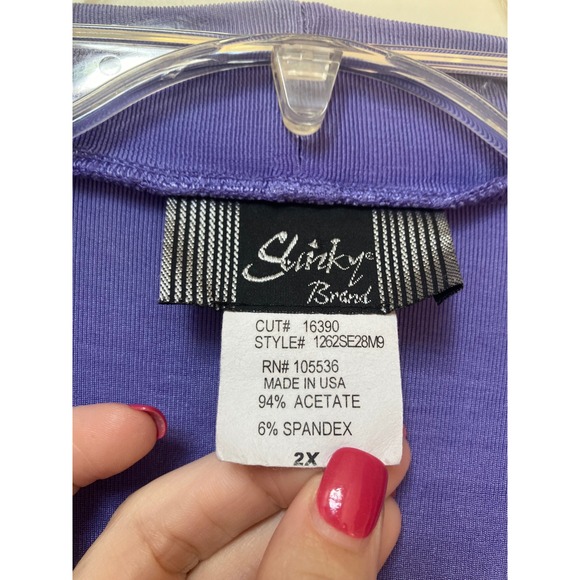 Slinky®
Brand
CUT# 16390
STYLE# 1262SE28M9
RN# 105536
MADE IN USA
94% ACETATE
6% SPANDEX
2X